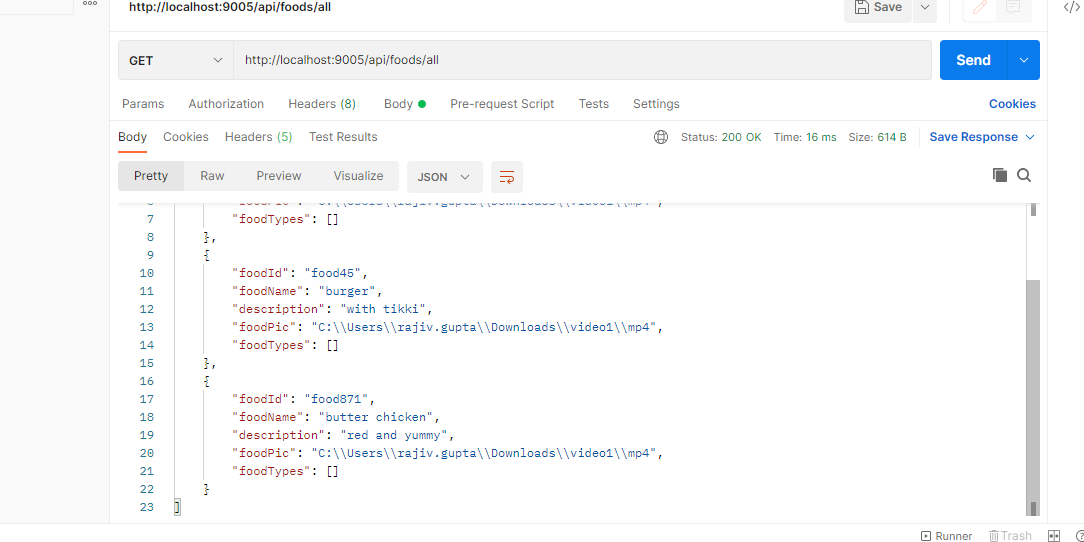 http://localhost:9005/api/foods/all
Save
GET
http://localhost:9005/api/foods/all
Send
Params Authorization Headers (8) Body Pre-request Script Tests Settings
Cookies
Body Cookies Headers (5) Test Results
Status: 200 OK Time: 16 ms Size: 614 B
Save Response
Pretty Raw Preview Visualize JSON
7 "foodTypes": []
8 },
9 {
10 "foodId": "food45",
11 "foodName": "burger",
12 "description": "with tikki",
13 "foodPic": "C:\\Users\\rajiv.gupta\\Downloads\\video1\\mp4",
14 "foodTypes": []
15 },
16 {
17 "foodId": "food871",
18 "foodName": "butter chicken",
19 "description": "red and yummy",
20 "foodPic": "C:\\Users\\rajiv.gupta\\Downloads\\video1\\mp4",
21 "foodTypes": []
22 }
23 ]
Runner Trash